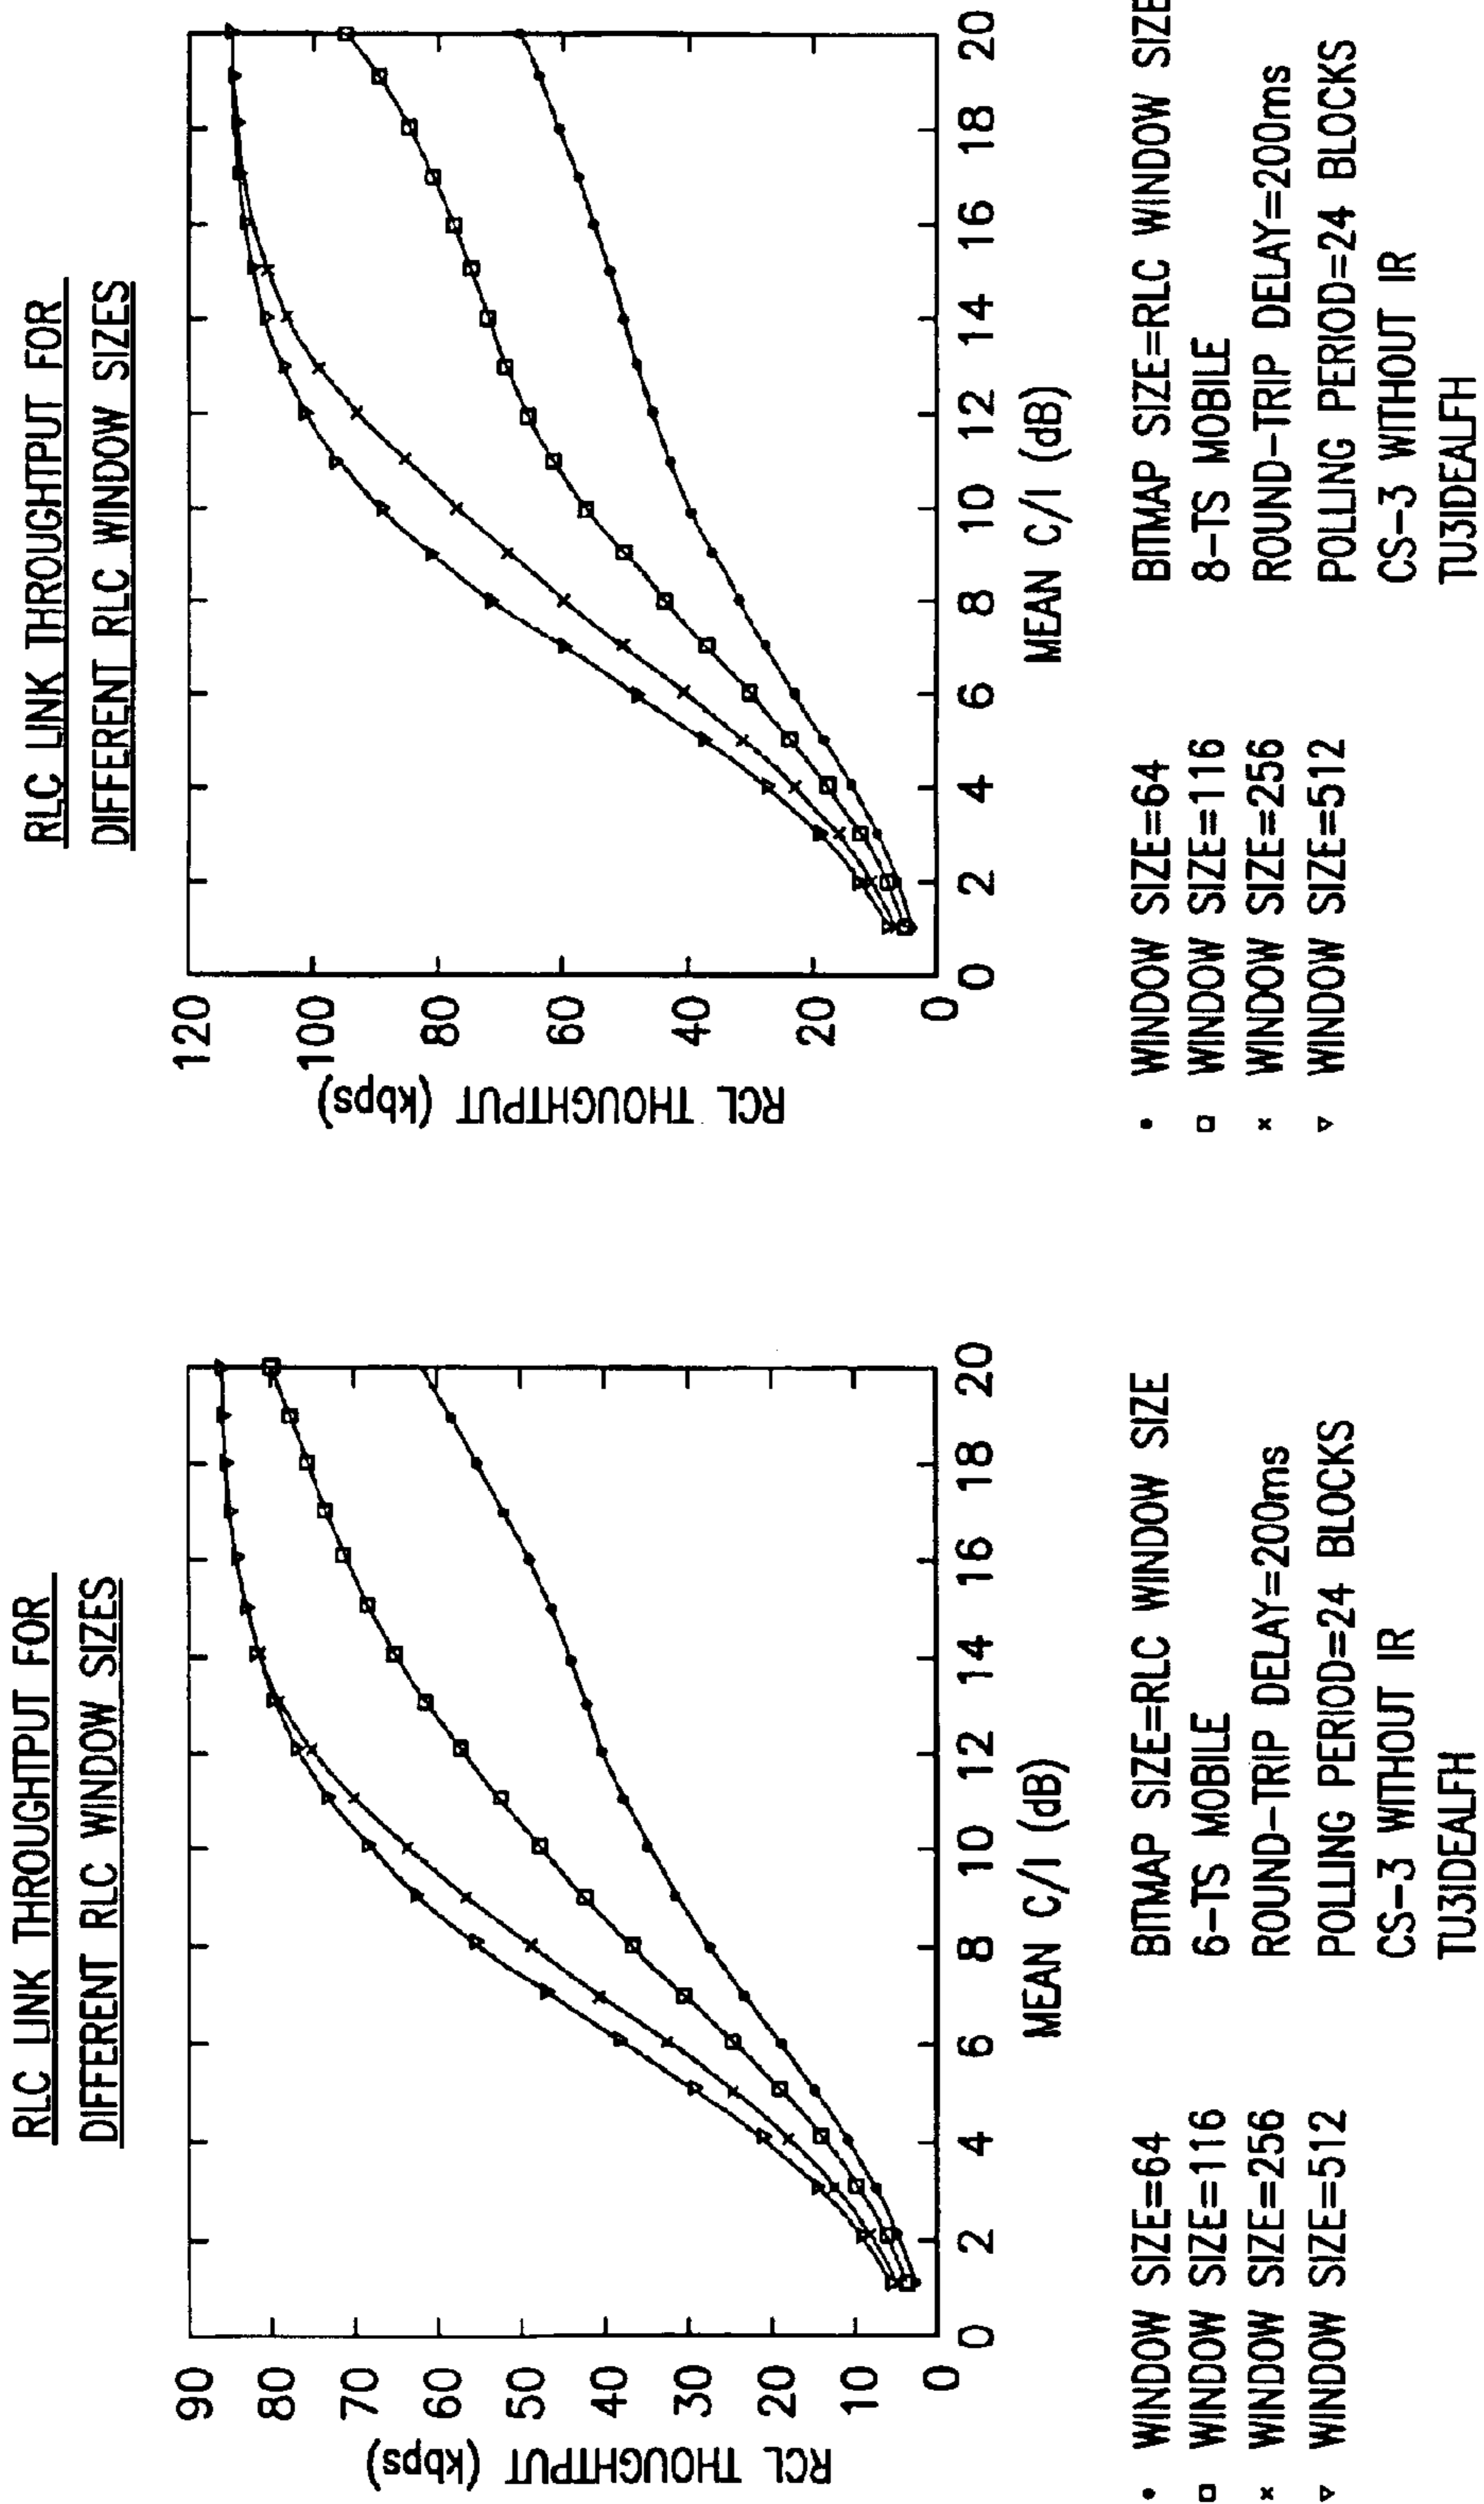 RLC LINK THROUGHTPUT FOR
DIFFERENT RLC WINDOW SIZES
RCL THOUGHTPUT (kbps)
90
80
70
60
50
40
30
20
10
0
0 2 4 6 8 10 12 14 16 18 20
MEAN C/I (dB)
WINDOW SIZE=64
WINDOW SIZE=116
WINDOW SIZE=256
WINDOW SIZE=512
BITMAP SIZE=RLC WINDOW SIZE
6-TS MOBILE
ROUND-TRIP DELAY=200ms
POLLING PERIOD=24 BLOCKS
CS-3 WITHOUT IR
TU3IDEALFH
RLC LINK THROUGHTPUT FOR
DIFFERENT RLC WINDOW SIZES
RCL THOUGHTPUT (kbps)
120
100
80
60
40
20
0
0 2 4 6 8 10 12 14 16 18 20
MEAN C/I (dB)
WINDOW SIZE=64
WINDOW SIZE=116
WINDOW SIZE=256
WINDOW SIZE=512
BITMAP SIZE=RLC WINDOW SIZE
8-TS MOBILE
ROUND-TRIP DELAY=200ms
POLLING PERIOD=24 BLOCKS
CS-3 WITHOUT IR
TU3IDEALFH